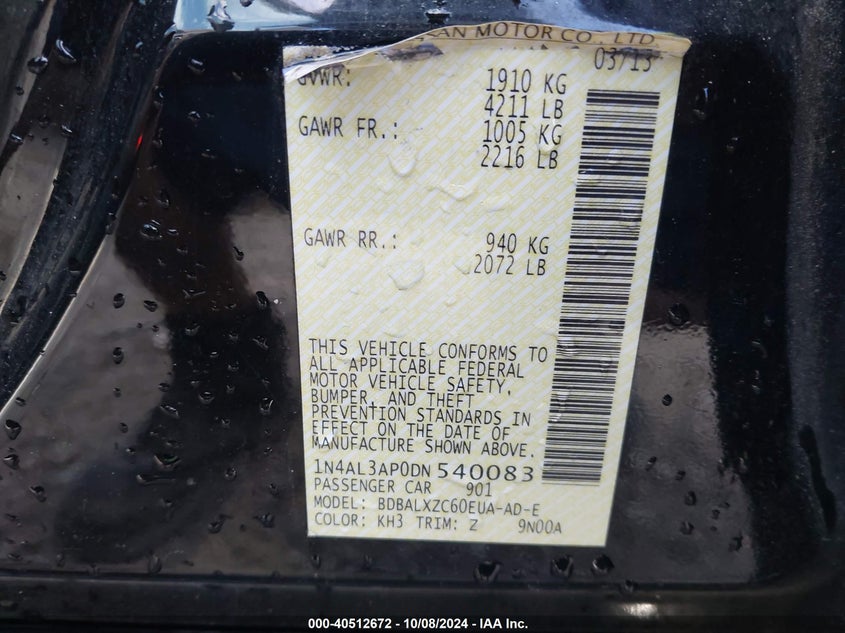 MOTOR CO., LTD.
03/13
GVWR: 1910 KG
4211 LB
GAWR FR.: 1005 KG
2216 LB
GAWR RR.: 940 KG
2072 LB
THIS VEHICLE CONFORMS TO
ALL APPLICABLE FEDERAL
MOTOR VEHICLE SAFETY,
BUMPER, AND THEFT
PREVENTION STANDARDS IN
EFFECT ON THE DATE OF
MANUFACTURE SHOWN ABOVE.
1N4AL3AP0DN540083
PASSENGER CAR 901
MODEL: BDBALXZC60EUA-AD-E
COLOR: KH3 TRIM: Z 9N00A
000-40512672 - 10/08/2024 - IAA Inc.